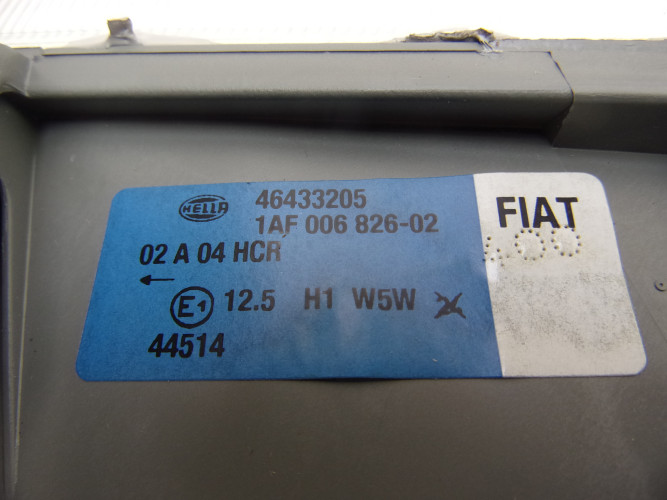 HELLA
46433205
1AF 006 826-02
FIAT
02 A 04 HCR
←
E1 12.5 H1 W5W
44514